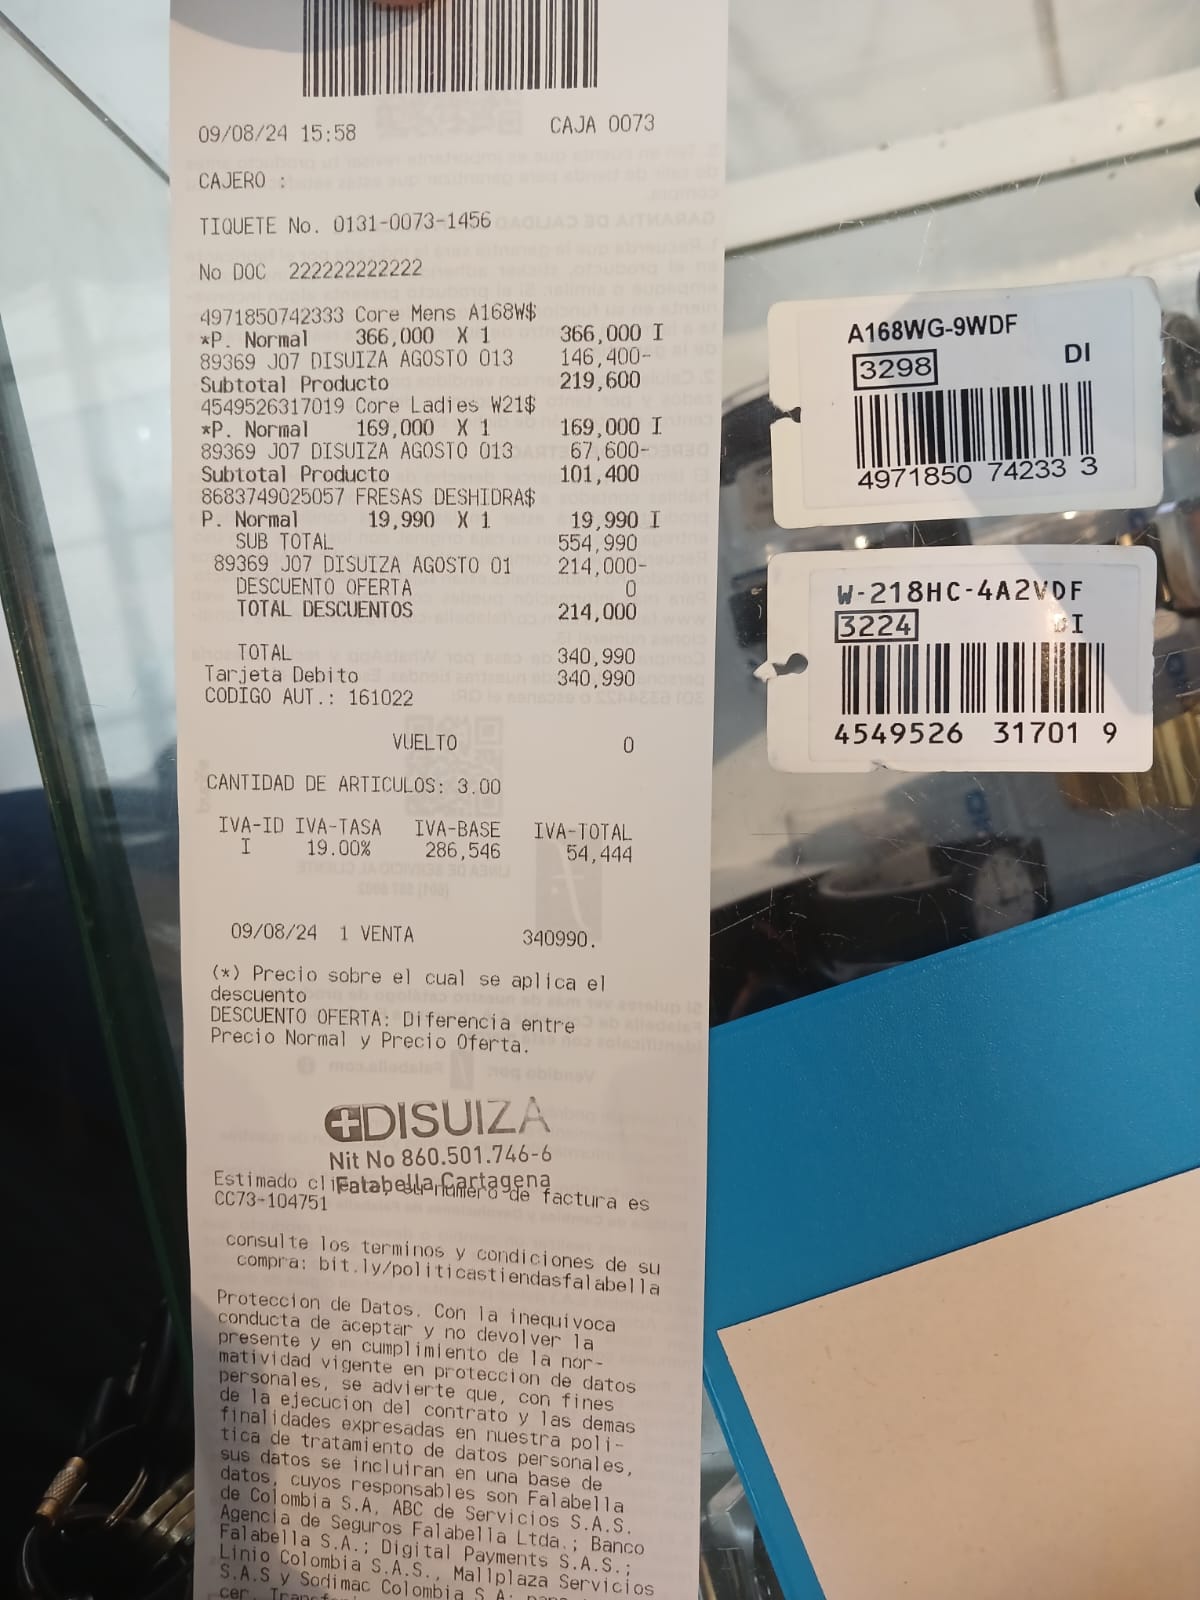 09/08/24 15:58 CAJA 0073
CAJERO :
TIQUETE No. 0131-0073-1456
No DOC 222222222222
4971850742333 Core Mens A168W$
*P. Normal 366,000 X 1 366,000 I
89369 J07 DISUIZA AGOSTO 013 146,400-
Subtotal Producto 219,600
4549526317019 Core Ladies W21$
*P. Normal 169,000 X 1 169,000 I
89369 J07 DISUIZA AGOSTO 013 67,600-
Subtotal Producto 101,400
8683749025057 FRESAS DESHIDRA$
P. Normal 19,990 X 1 19,990 I
SUB TOTAL 554,990
89369 J07 DISUIZA AGOSTO 01 214,000-
DESCUENTO OFERTA 0
TOTAL DESCUENTOS 214,000
TOTAL 340,990
Tarjeta Debito 340,990
CODIGO AUT.: 161022
VUELTO 0
CANTIDAD DE ARTICULOS: 3.00
IVA-ID IVA-TASA IVA-BASE IVA-TOTAL
I 19.00% 286,546 54,444
09/08/24 1 VENTA 340990.
(*) Precio sobre el cual se aplica el
descuento
DESCUENTO OFERTA: Diferencia entre
Precio Normal y Precio Oferta.
DISUIZA
Nit No 860.501.746-6
Falabella Cartagena
Estimado numero de factura es
CC73-104751
consulte los terminos y condiciones de su
compra: bit.ly/politicastiendasfalabella
Proteccion de Datos. Con la inequivoca
conducta de aceptar y no devolver la
presente y en cumplimiento de la nor-
matividad vigente en proteccion de datos
personales, se advierte que, con fines
de la ejecucion del contrato y las demas
finalidades expresadas en nuestra poli-
tica de tratamiento de datos personales,
sus datos se incluiran en una base de
datos, cuyos responsables son Falabella
de Colombia S.A, ABC de Servicios S.A.S.
Agencia de Seguros Falabella Ltda.; Banco
Falabella S.A.; Digital Payments S.A.S.;
Linio Colombia S.A.S., Mallplaza Servicios
S.A.S y Sodimac Colombia S.A;
A168WG-9WDF
3298 DI
4971850 74233 3
W-218HC-4A2VDF
3224 DI
4549526 31701 9